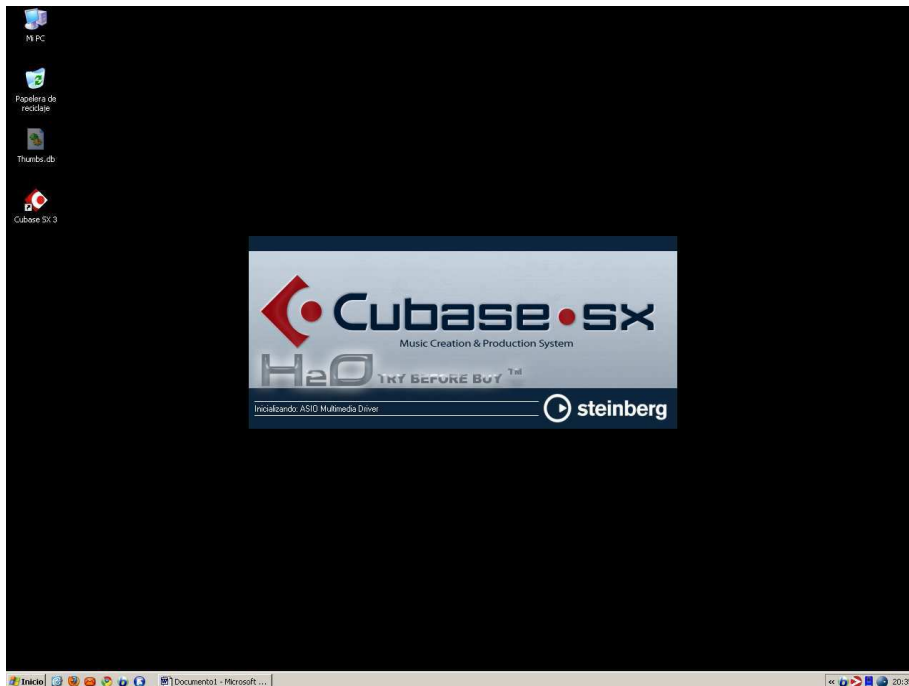 Mi PC
Papelera de
reciclaje
Thumbs.db
Cubase SX 3
Cubase SX
Music Creation & Production System
H2O TRY BEFORE BUY TM
Inicializando: ASIO Multimedia Driver
steinberg
Inicio
Documento1 - Microsoft ...